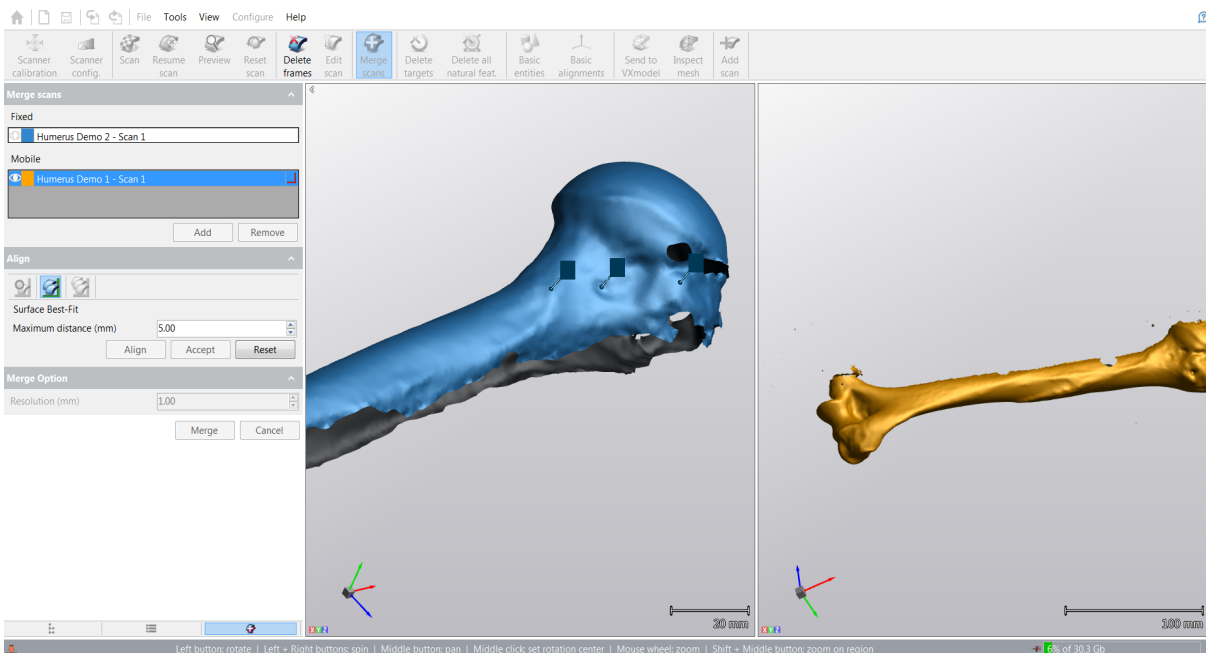 File Tools View Configure Help
Scanner calibration
Scanner config.
Scan
Resume scan
Preview
Reset scan
Delete frames
Edit scan
Merge scans
Delete targets
Delete all natural feat.
Basic entities
Basic alignments
Send to VXmodel
Inspect mesh
Add scan
Merge scans
Fixed
Humerus Demo 2 - Scan 1
Mobile
Humerus Demo 1 - Scan 1
Add Remove
Align
Surface Best-Fit
Maximum distance (mm) 5.00
Align Accept Reset
Merge Option
Resolution (mm) 1.00
Merge Cancel
20 mm
100 mm
XYZ
XYZ
Left button: rotate | Left + Right buttons: spin | Middle button: pan | Middle click: set rotation center | Mouse wheel: zoom | Shift + Middle button: zoom on region
6% of 30.3 Gb